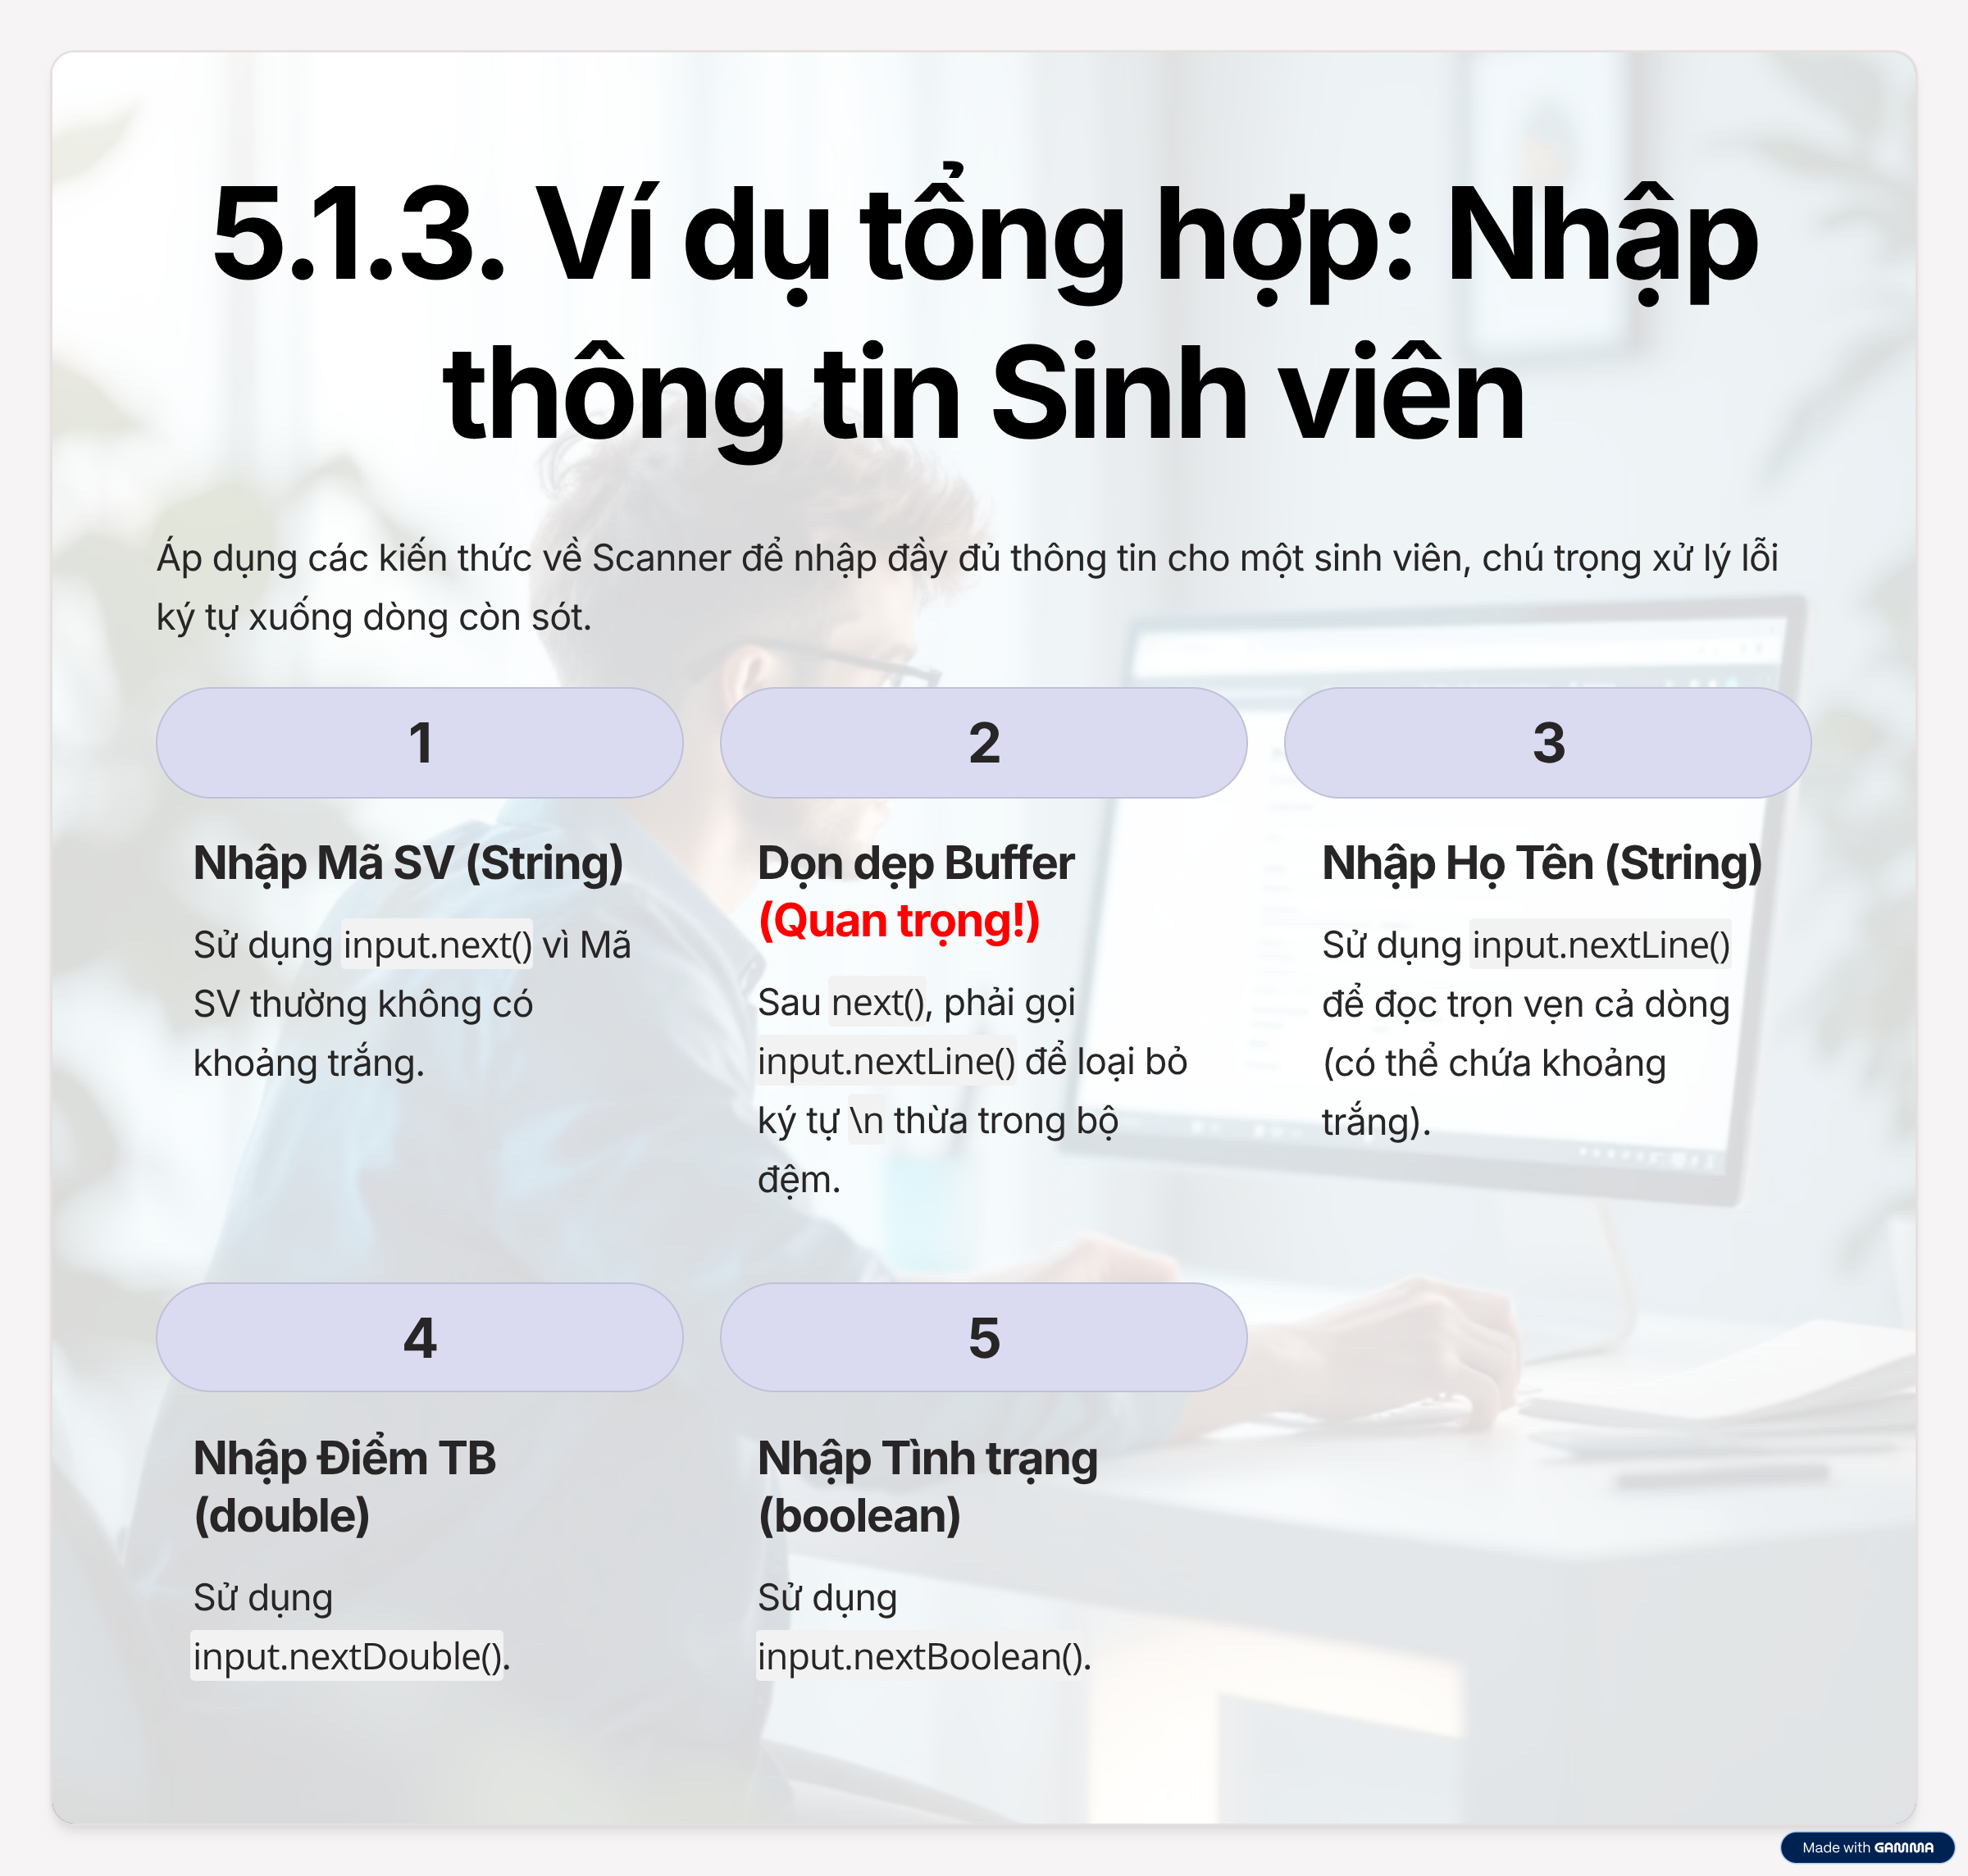 5.1.3. Ví dụ tổng hợp: Nhập
thông tin Sinh viên
Áp dụng các kiến thức về Scanner để nhập đầy đủ thông tin cho một sinh viên, chú trọng xử lý lỗi
ký tự xuống dòng còn sót.
1
Nhập Mã SV (String)
Sử dụng input.next() vì Mã
SV thường không có
khoảng trắng.
2
Dọn dẹp Buffer
(Quan trọng!)
Sau next(), phải gọi
input.nextLine() để loại bỏ
ký tự \n thừa trong bộ
đệm.
3
Nhập Họ Tên (String)
Sử dụng input.nextLine()
để đọc trọn vẹn cả dòng
(có thể chứa khoảng
trắng).
4
Nhập Điểm TB
(double)
Sử dụng
input.nextDouble().
5
Nhập Tình trạng
(boolean)
Sử dụng
input.nextBoolean().
Made with GAMMA